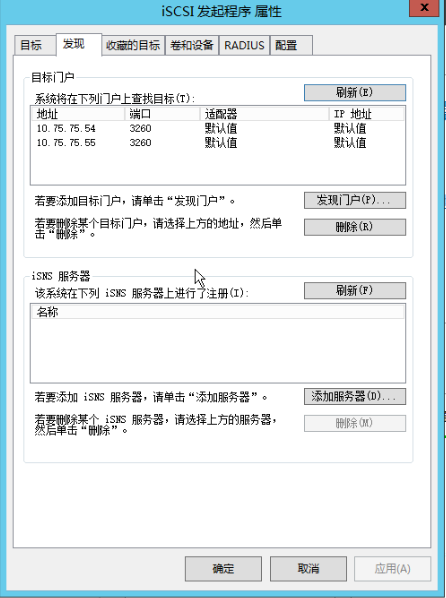 iSCSI 发起程序 属性
x
目标 发现 收藏的目标 卷和设备 RADIUS 配置
目标门户
系统将在下列门户上查找目标(T): 刷新(E)
地址 端口 适配器 IP 地址
10.75.75.54 3260 默认值 默认值
10.75.75.55 3260 默认值 默认值
若要添加目标门户，请单击“发现门户”。 发现门户(P)...
若要删除某个目标门户，请选择上方的地址，然后单 删除(R)
击“删除”。
iSNS 服务器
该系统在下列 iSNS 服务器上进行了注册(I): 刷新(F)
名称
若要添加 iSNS 服务器，请单击“添加服务器”。 添加服务器(D)...
若要删除某个 iSNS 服务器，请选择上方的服务器， 删除(M)
然后单击“删除”。
确定 取消 应用(A)